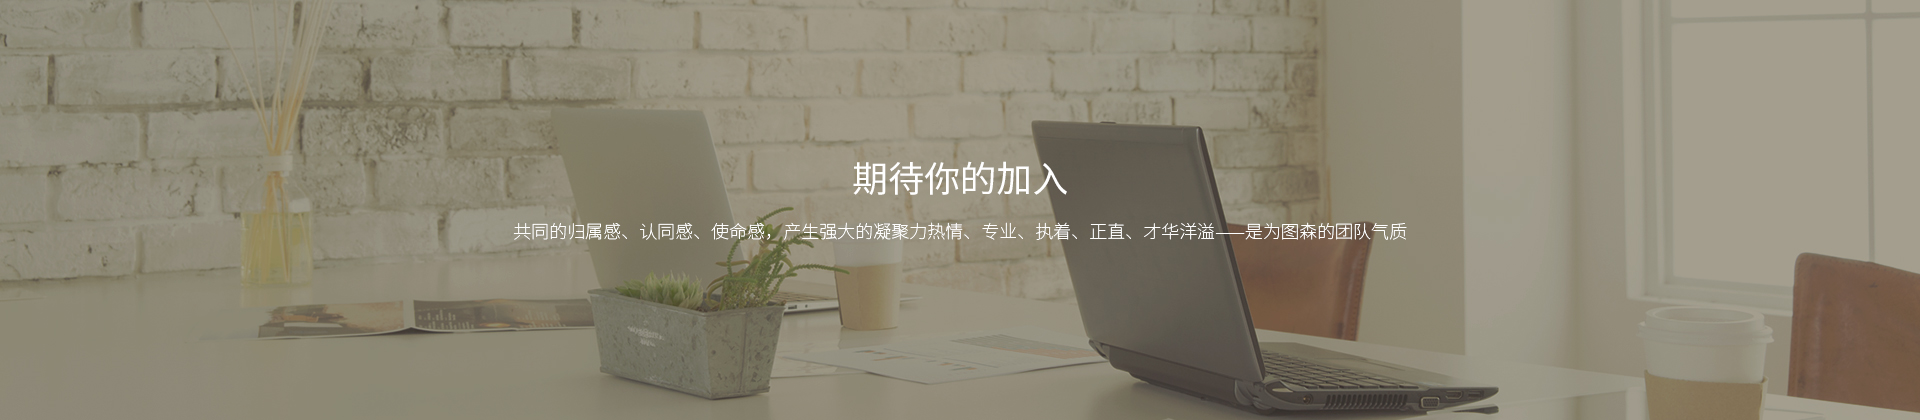 期待你的加入
共同的归属感、认同感、使命感，产生强大的凝聚力热情、专业、执着、正直、才华洋溢——是为图森的团队气质